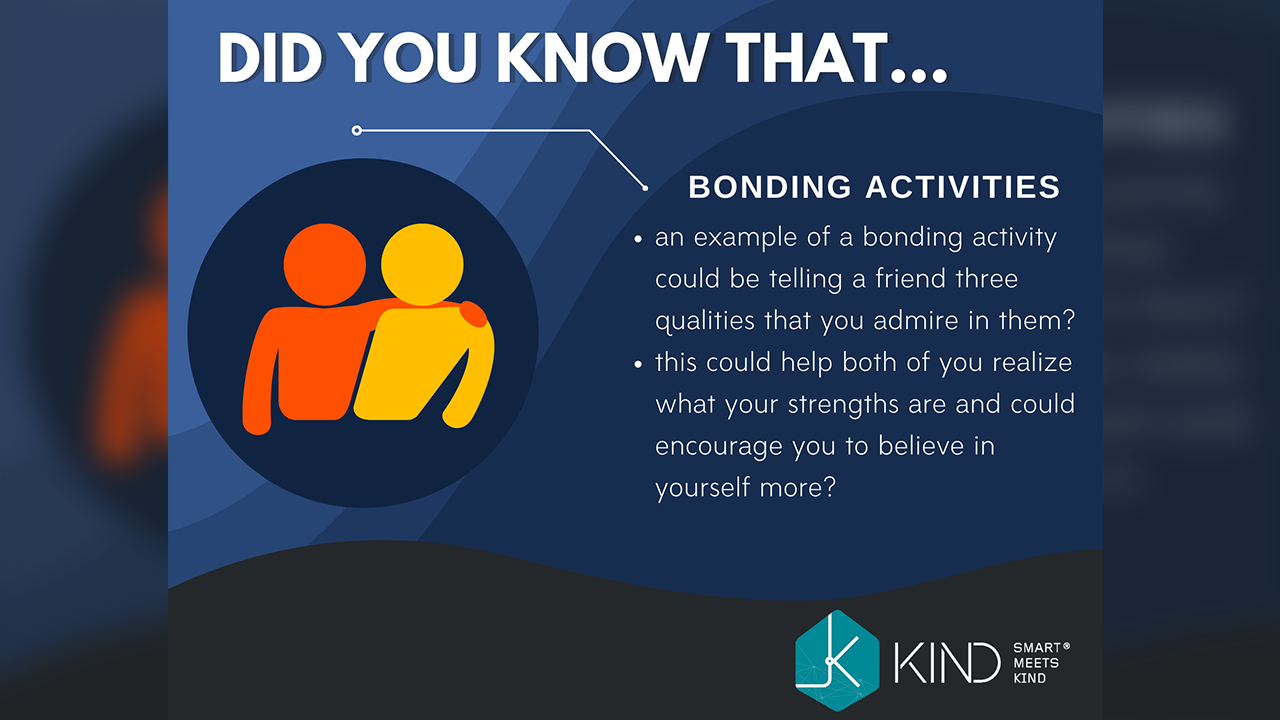 DID YOU KNOW THAT...
BONDING ACTIVITIES
• an example of a bonding activity
could be telling a friend three
qualities that you admire in them?
• this could help both of you realize
what your strengths are and could
encourage you to believe in
yourself more?
K KIND
SMART®
MEETS
KIND